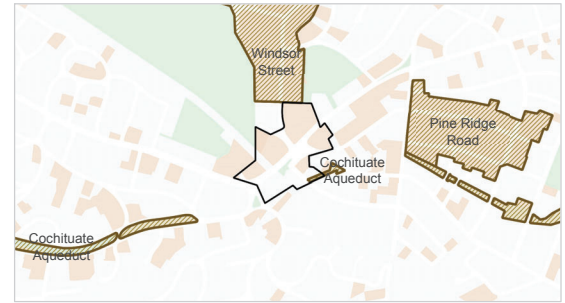 Windsor
Street
Pine Ridge
Road
Cochituate
Aqueduct
Cochituate
Aqueduct